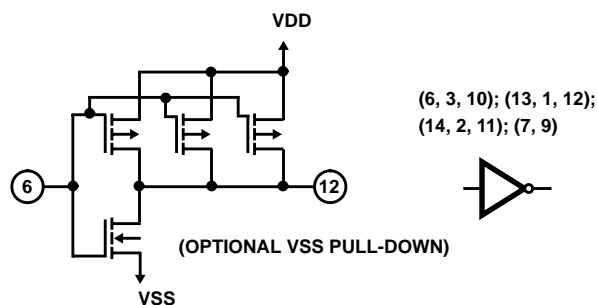 VDD
(6, 3, 10); (13, 1, 12);
(14, 2, 11); (7, 9)
6
12
(OPTIONAL VSS PULL-DOWN)
VSS